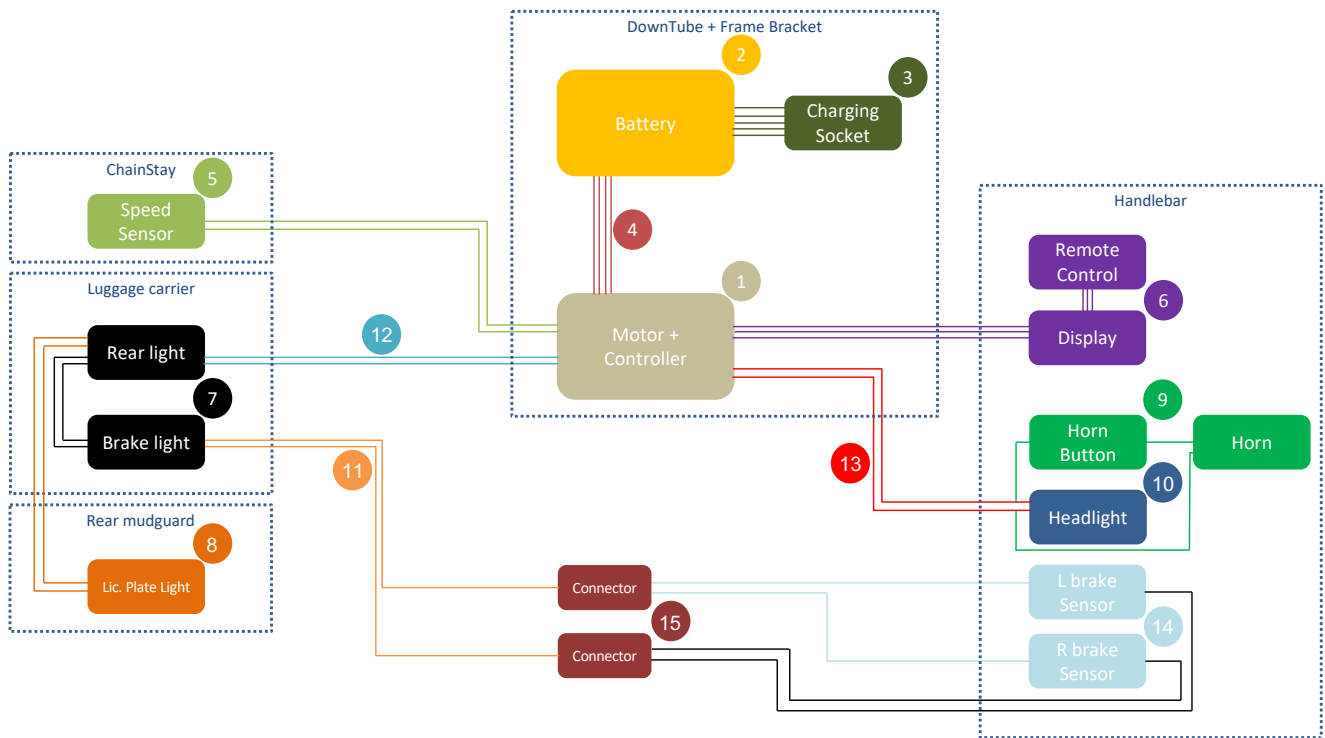 DownTube + Frame Bracket
2
3
Battery
Charging
Socket
ChainStay
5
Speed
Sensor
4
Handlebar
Remote
Control
6
Display
1
Motor +
Controller
Luggage carrier
12
Rear light
7
Brake light
11
13
9
Horn
Button
Horn
10
Headlight
Rear mudguard
8
Lic. Plate Light
Connector
15
Connector
L brake
Sensor
14
R brake
Sensor